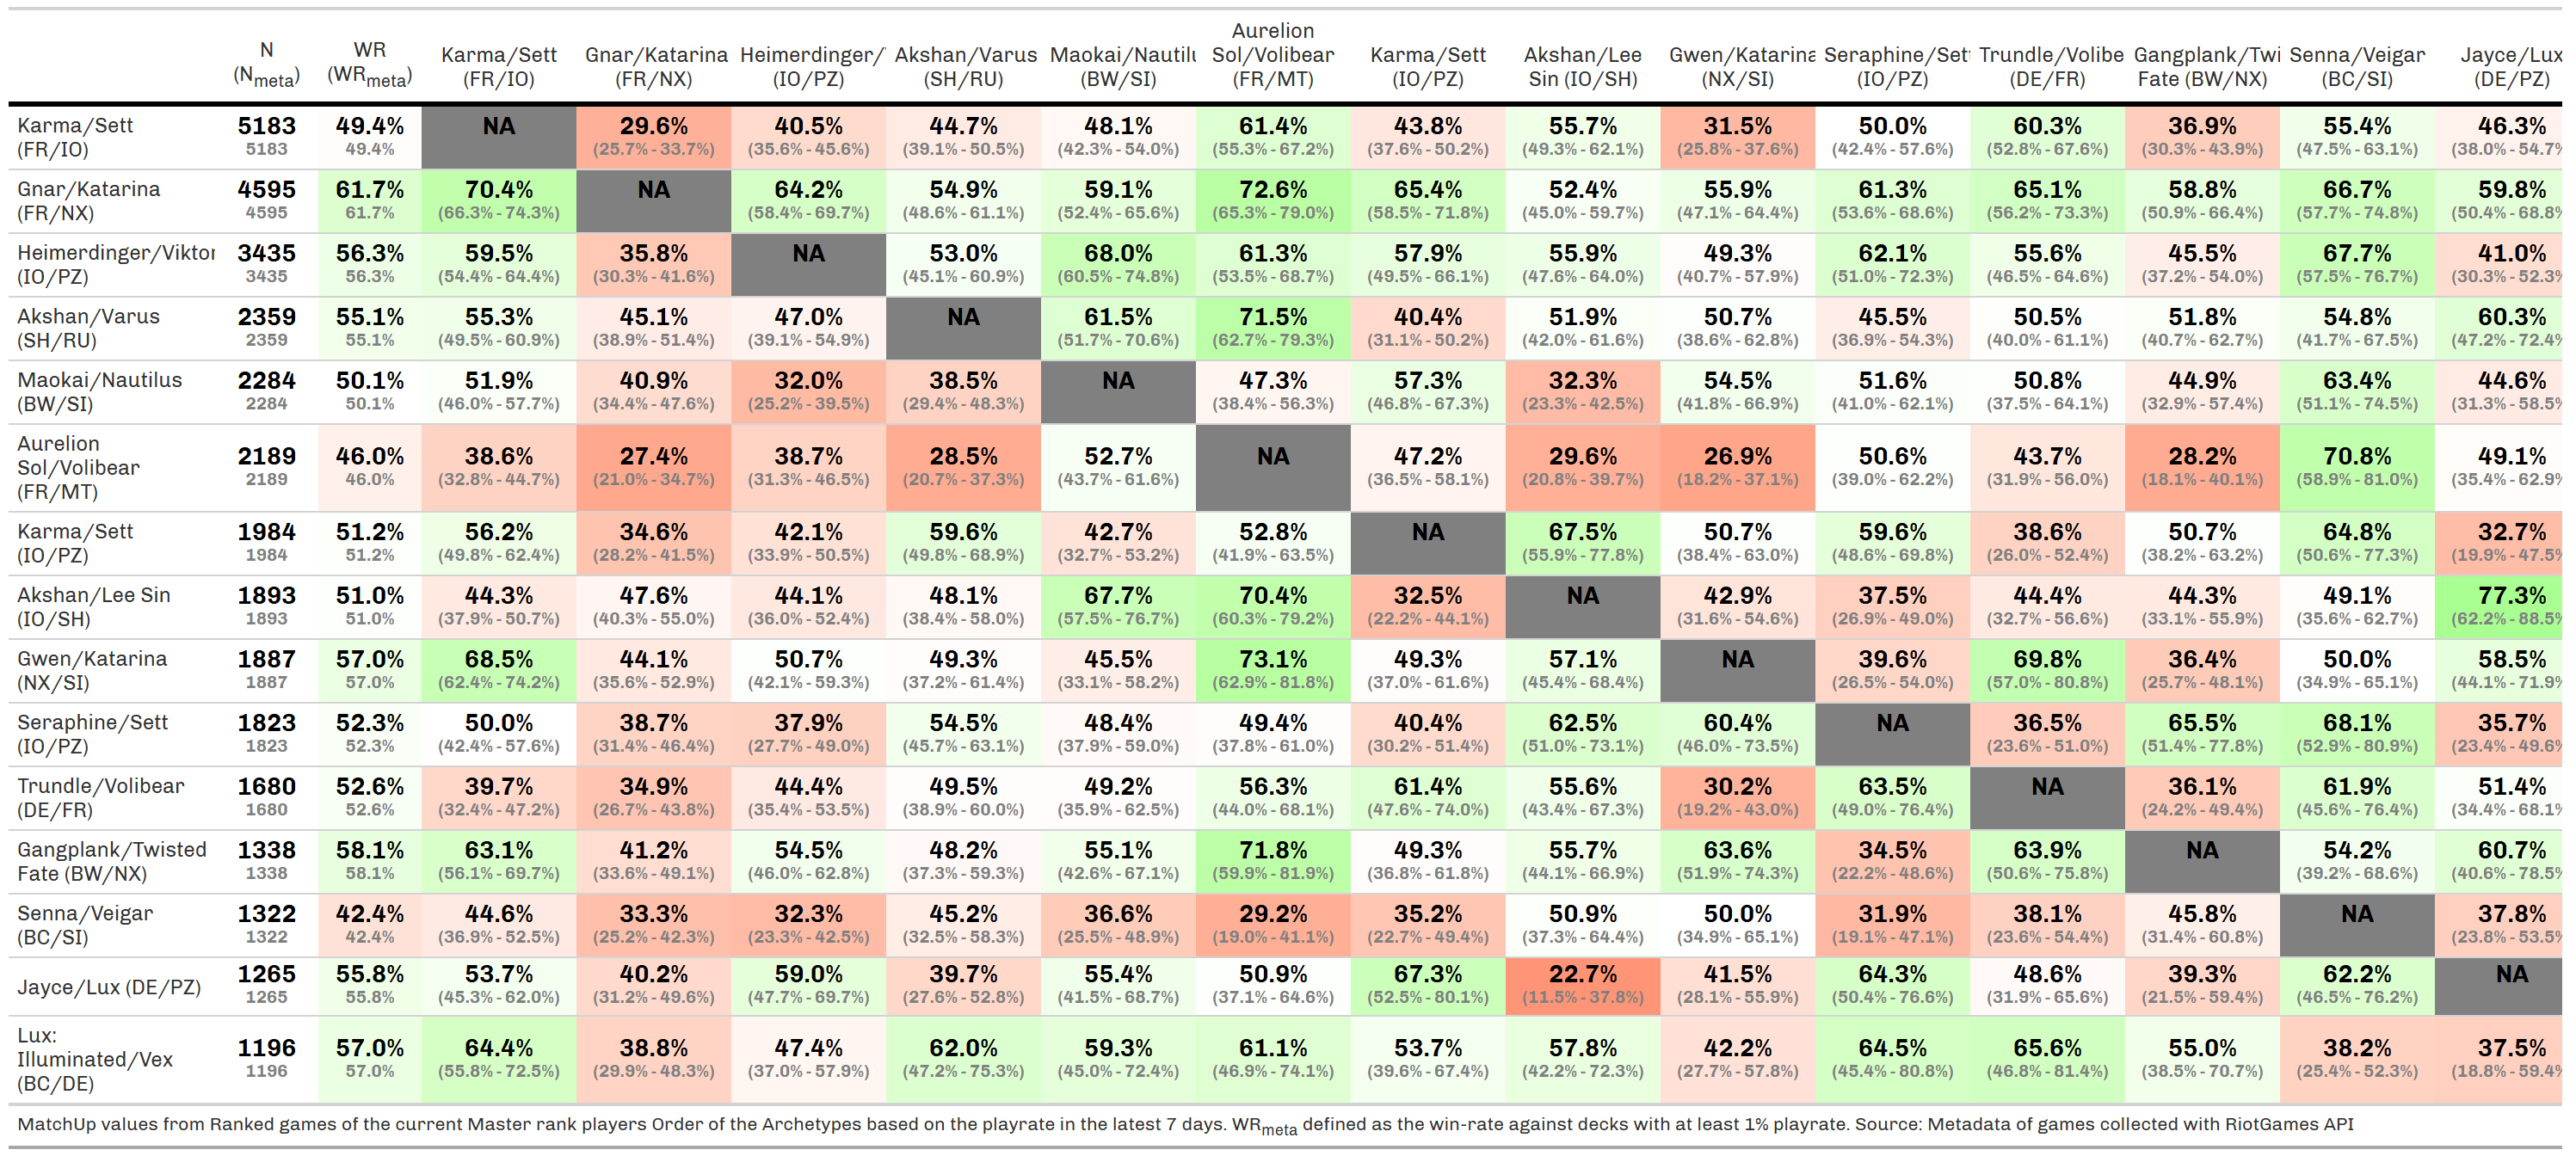 N WR Karma/Sett Gnar/Katarina Heimerdinger/ Akshan/Varus Maokai/Nautilu Aurelion Sol/Volibear Karma/Sett Akshan/Lee Gwen/Katarina Seraphine/Set Trundle/Volibe Gangplank/Twi Senna/Veigar Jayce/Lux
(Nmeta) (WRmeta) (FR/IO) (FR/NX) (IO/PZ) (SH/RU) (BW/SI) (FR/MT) (IO/PZ) Sin (IO/SH) (NX/SI) (IO/PZ) (DE/FR) Fate (BW/NX) (BC/SI) (DE/PZ)
Karma/Sett 5183 49.4% NA 29.6% 40.5% 44.7% 48.1% 61.4% 43.8% 55.7% 31.5% 50.0% 60.3% 36.9% 55.4% 46.3%
(FR/IO) 5183 49.4% (25.7% - 33.7%) (35.6% - 45.6%) (39.1% - 50.5%) (42.3% - 54.0%) (55.3% - 67.2%) (37.6% - 50.2%) (49.3% - 62.1%) (25.8% - 37.6%) (42.4% - 57.6%) (52.8% - 67.6%) (30.3% - 43.9%) (47.5% - 63.1%) (38.0% - 54.7%
Gnar/Katarina 4595 61.7% 70.4% NA 64.2% 54.9% 59.1% 72.6% 65.4% 52.4% 55.9% 61.3% 65.1% 58.8% 66.7% 59.8%
(FR/NX) 4595 61.7% (66.3% - 74.3%) (58.4% - 69.7%) (48.6% - 61.1%) (52.4% - 65.6%) (65.3% - 79.0%) (58.5% - 71.8%) (45.0% - 59.7%) (47.1% - 64.4%) (53.6% - 68.6%) (56.2% - 73.3%) (50.9% - 66.4%) (57.7% - 74.8%) (50.4% - 68.8%
Heimerdinger/Viktor 3435 56.3% 59.5% 35.8% NA 53.0% 68.0% 61.3% 57.9% 55.9% 49.3% 62.1% 55.6% 45.5% 67.7% 41.0%
(IO/PZ) 3435 56.3% (54.4% - 64.4%) (30.3% - 41.6%) (45.1% - 60.9%) (60.5% - 74.8%) (53.5% - 68.7%) (49.5% - 66.1%) (47.6% - 64.0%) (40.7% - 57.9%) (51.0% - 72.3%) (46.5% - 64.6%) (37.2% - 54.0%) (57.5% - 76.7%) (30.3% - 52.3%
Akshan/Varus 2359 55.1% 55.3% 45.1% 47.0% NA 61.5% 71.5% 40.4% 51.9% 50.7% 45.5% 50.5% 51.8% 54.8% 60.3%
(SH/RU) 2359 55.1% (49.5% - 60.9%) (38.9% - 51.4%) (39.1% - 54.9%) (51.7% - 70.6%) (62.7% - 79.3%) (31.1% - 50.2%) (42.0% - 61.6%) (38.6% - 62.8%) (36.9% - 54.3%) (40.0% - 61.1%) (40.7% - 62.7%) (41.7% - 67.5%) (47.2% - 72.4%
Maokai/Nautilus 2284 50.1% 51.9% 40.9% 32.0% 38.5% NA 47.3% 57.3% 32.3% 54.5% 51.6% 50.8% 44.9% 63.4% 44.6%
(BW/SI) 2284 50.1% (46.0% - 57.7%) (34.4% - 47.6%) (25.2% - 39.5%) (29.4% - 48.3%) (38.4% - 56.3%) (46.8% - 67.3%) (23.3% - 42.5%) (41.8% - 66.9%) (41.0% - 62.1%) (37.5% - 64.1%) (32.9% - 57.4%) (51.1% - 74.5%) (31.3% - 58.5%
Aurelion
Sol/Volibear 2189 46.0% 38.6% 27.4% 38.7% 28.5% 52.7% NA 47.2% 29.6% 26.9% 50.6% 43.7% 28.2% 70.8% 49.1%
(FR/MT) 2189 46.0% (32.8% - 44.7%) (21.0% - 34.7%) (31.3% - 46.5%) (20.7% - 37.3%) (43.7% - 61.6%) (36.5% - 58.1%) (20.8% - 39.7%) (18.2% - 37.1%) (39.0% - 62.2%) (31.9% - 56.0%) (18.1% - 40.1%) (58.9% - 81.0%) (35.4% - 62.9%
Karma/Sett 1984 51.2% 56.2% 34.6% 42.1% 59.6% 42.7% 52.8% NA 67.5% 50.7% 59.6% 38.6% 50.7% 64.8% 32.7%
(IO/PZ) 1984 51.2% (49.8% - 62.4%) (28.2% - 41.5%) (33.9% - 50.5%) (49.8% - 68.9%) (32.7% - 53.2%) (41.9% - 63.5%) (55.9% - 77.8%) (38.4% - 63.0%) (48.6% - 69.8%) (26.0% - 52.4%) (38.2% - 63.2%) (50.6% - 77.3%) (19.9% - 47.5%
Akshan/Lee Sin 1893 51.0% 44.3% 47.6% 44.1% 48.1% 67.7% 70.4% 32.5% NA 42.9% 37.5% 44.4% 44.3% 49.1% 77.3%
(IO/SH) 1893 51.0% (37.9% - 50.7%) (40.3% - 55.0%) (36.0% - 52.4%) (38.4% - 58.0%) (57.5% - 76.7%) (60.3% - 79.2%) (22.2% - 44.1%) (31.6% - 54.6%) (26.9% - 49.0%) (32.7% - 56.6%) (33.1% - 55.9%) (35.6% - 62.7%) (62.2% - 88.5%
Gwen/Katarina 1887 57.0% 68.5% 44.1% 50.7% 49.3% 45.5% 73.1% 49.3% 57.1% NA 39.6% 69.8% 36.4% 50.0% 58.5%
(NX/SI) 1887 57.0% (62.4% - 74.2%) (35.6% - 52.9%) (42.1% - 59.3%) (37.2% - 61.4%) (33.1% - 58.2%) (62.9% - 81.8%) (37.0% - 61.6%) (45.4% - 68.4%) (26.5% - 54.0%) (57.0% - 80.8%) (25.7% - 48.1%) (34.9% - 65.1%) (44.1% - 71.9%
Seraphine/Sett 1823 52.3% 50.0% 38.7% 37.9% 54.5% 48.4% 49.4% 40.4% 62.5% 60.4% NA 36.5% 65.5% 68.1% 35.7%
(IO/PZ) 1823 52.3% (42.4% - 57.6%) (31.4% - 46.4%) (27.7% - 49.0%) (45.7% - 63.1%) (37.9% - 59.0%) (37.8% - 61.0%) (30.2% - 51.4%) (51.0% - 73.1%) (46.0% - 73.5%) (23.6% - 51.0%) (51.4% - 77.8%) (52.9% - 80.9%) (23.4% - 49.6%
Trundle/Volibear 1680 52.6% 39.7% 34.9% 44.4% 49.5% 49.2% 56.3% 61.4% 55.6% 30.2% 63.5% NA 36.1% 61.9% 51.4%
(DE/FR) 1680 52.6% (32.4% - 47.2%) (26.7% - 43.8%) (35.4% - 53.5%) (38.9% - 60.0%) (35.9% - 62.5%) (44.0% - 68.1%) (47.6% - 74.0%) (43.4% - 67.3%) (19.2% - 43.0%) (49.0% - 76.4%) (24.2% - 49.4%) (45.6% - 76.4%) (34.4% - 68.1%
Gangplank/Twisted 1338 58.1% 63.1% 41.2% 54.5% 48.2% 55.1% 71.8% 49.3% 55.7% 63.6% 34.5% 63.9% NA 54.2% 60.7%
Fate (BW/NX) 1338 58.1% (56.1% - 69.7%) (33.6% - 49.1%) (46.0% - 62.8%) (37.3% - 59.3%) (42.6% - 67.1%) (59.9% - 81.9%) (36.8% - 61.8%) (44.1% - 66.9%) (51.9% - 74.3%) (22.2% - 48.6%) (50.6% - 75.8%) (39.2% - 68.6%) (40.6% - 78.5%
Senna/Veigar 1322 42.4% 44.6% 33.3% 32.3% 45.2% 36.6% 29.2% 35.2% 50.9% 50.0% 31.9% 38.1% 45.8% NA 37.8%
(BC/SI) 1322 42.4% (36.9% - 52.5%) (25.2% - 42.3%) (23.3% - 42.5%) (32.5% - 58.3%) (25.5% - 48.9%) (19.0% - 41.1%) (22.7% - 49.4%) (37.3% - 64.4%) (34.9% - 65.1%) (19.1% - 47.1%) (23.6% - 54.4%) (31.4% - 60.8%) (23.8% - 53.5%
Jayce/Lux (DE/PZ) 1265 55.8% 53.7% 40.2% 59.0% 39.7% 55.4% 50.9% 67.3% 22.7% 41.5% 64.3% 48.6% 39.3% 62.2% NA
1265 55.8% (45.3% - 62.0%) (31.2% - 49.6%) (47.7% - 69.7%) (27.6% - 52.8%) (41.5% - 68.7%) (37.1% - 64.6%) (52.5% - 80.1%) (11.5% - 37.8%) (28.1% - 55.9%) (50.4% - 76.6%) (31.9% - 65.6%) (21.5% - 59.4%) (46.5% - 76.2%)
Lux:
Illuminated/Vex 1196 57.0% 64.4% 38.8% 47.4% 62.0% 59.3% 61.1% 53.7% 57.8% 42.2% 64.5% 65.6% 55.0% 38.2% 37.5%
(BC/DE) 1196 57.0% (55.8% - 72.5%) (29.9% - 48.3%) (37.0% - 57.9%) (47.2% - 75.3%) (45.0% - 72.4%) (46.9% - 74.1%) (39.6% - 67.4%) (42.2% - 72.3%) (27.7% - 57.8%) (45.4% - 80.8%) (46.8% - 81.4%) (38.5% - 70.7%) (25.4% - 52.3%) (18.8% - 59.4%
MatchUp values from Ranked games of the current Master rank players Order of the Archetypes based on the playrate in the latest 7 days. WRmeta defined as the win-rate against decks with at least 1% playrate. Source: Metadata of games collected with RiotGames API